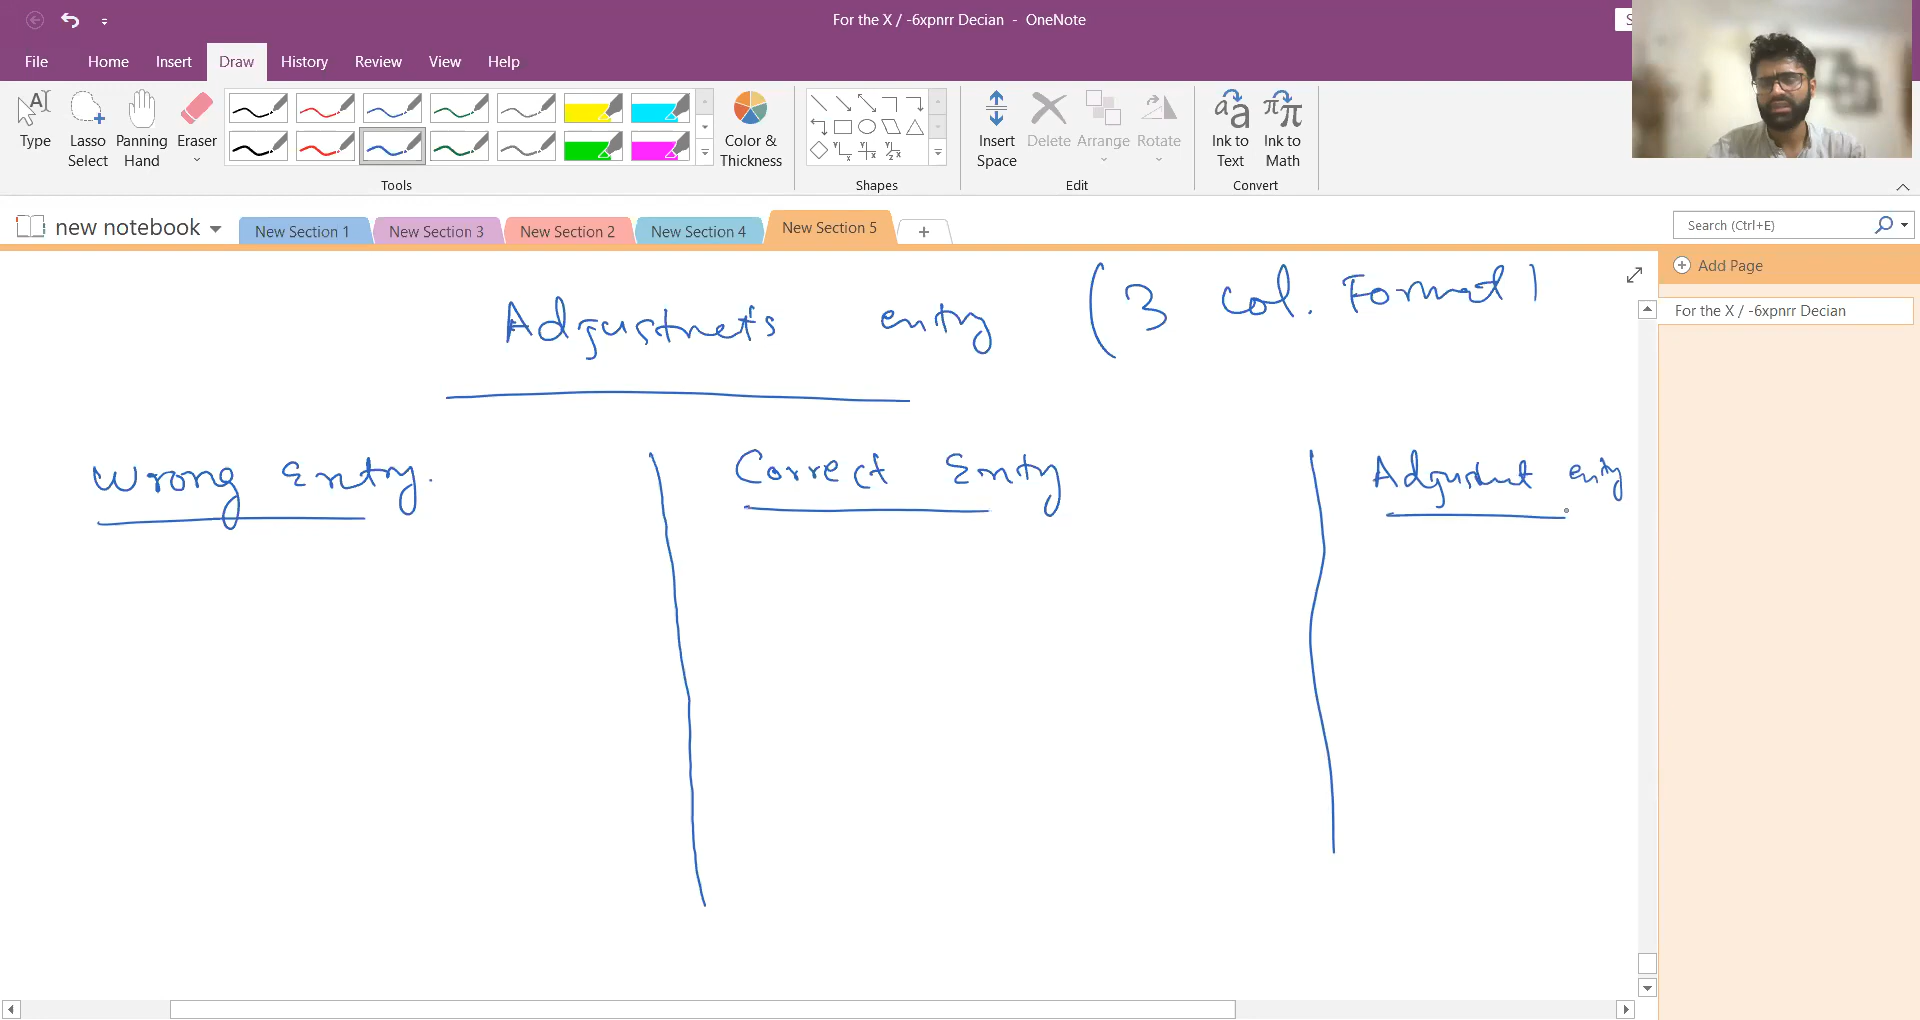 For the X / -6xpnrr Decian - OneNote
File Home Insert Draw History Review View Help
Type
Lasso Select
Panning Hand
Eraser
Color & Thickness
Insert Space
Delete
Arrange
Rotate
Ink to Text
Ink to Math
Tools
Shapes
Edit
Convert
new notebook
New Section 1
New Section 3
New Section 2
New Section 4
New Section 5
Search (Ctrl+E)
Add Page
For the X / -6xpnrr Decian
Adjustnets entry (3 col. Format)
Wrong Entry.
Correct Entry
Adjustnt enty